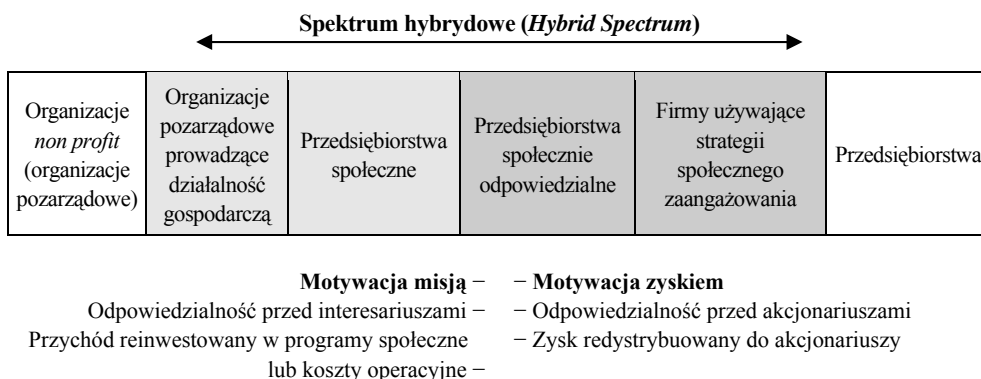 Spektrum hybrydowe (Hybrid Spectrum)
Organizacje
non profit
(organizacje
pozarządowe)
Organizacje
pozarządowe
prowadzące
działalność
gospodarczą
Przedsiębiorstwa
społeczne
Przedsiębiorstwa
społecznie
odpowiedzialne
Firmy używające
strategii
społecznego
zaangażowania
Przedsiębiorstwa
Motywacja misją −
Odpowiedzialność przed interesariuszami −
Przychód reinwestowany w programy społeczne
lub koszty operacyjne −
− Motywacja zyskiem
− Odpowiedzialność przed akcjonariuszami
− Zysk redystrybuowany do akcjonariuszy